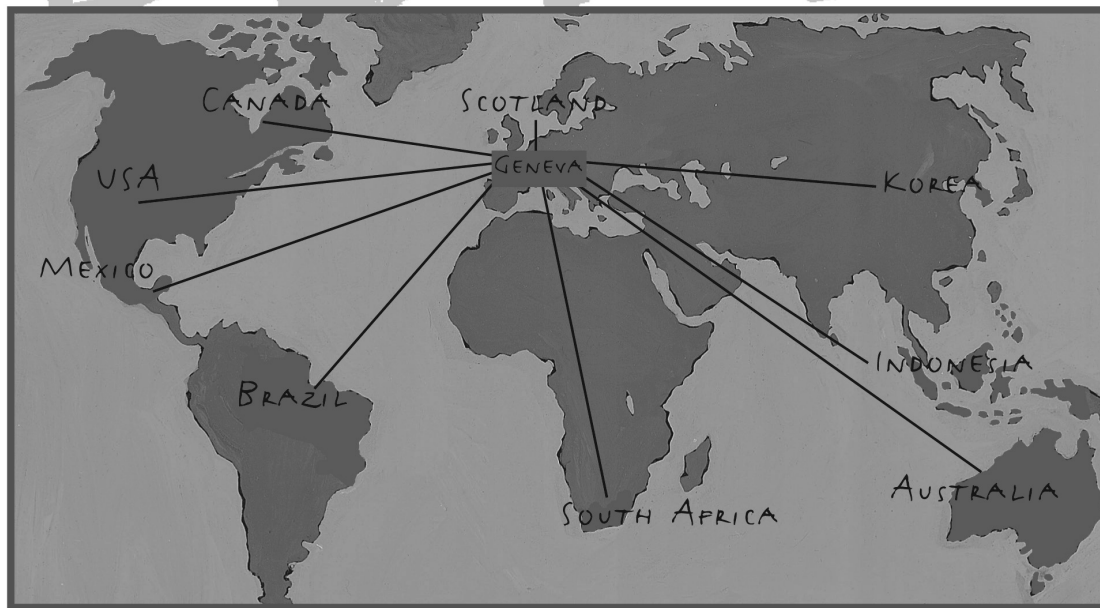 CANADA
SCOTLAND
GENEVA
USA
KOREA
MEXICO
INDONESIA
BRAZIL
AUSTRALIA
SOUTH AFRICA